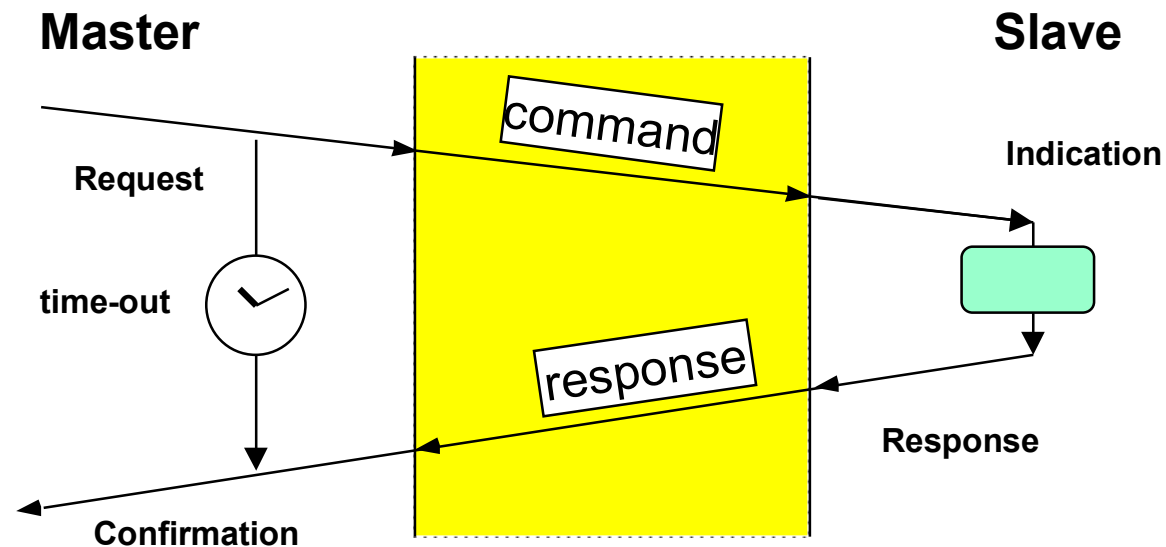 Master
Slave
command
Indication
Request
time-out
response
Response
Confirmation